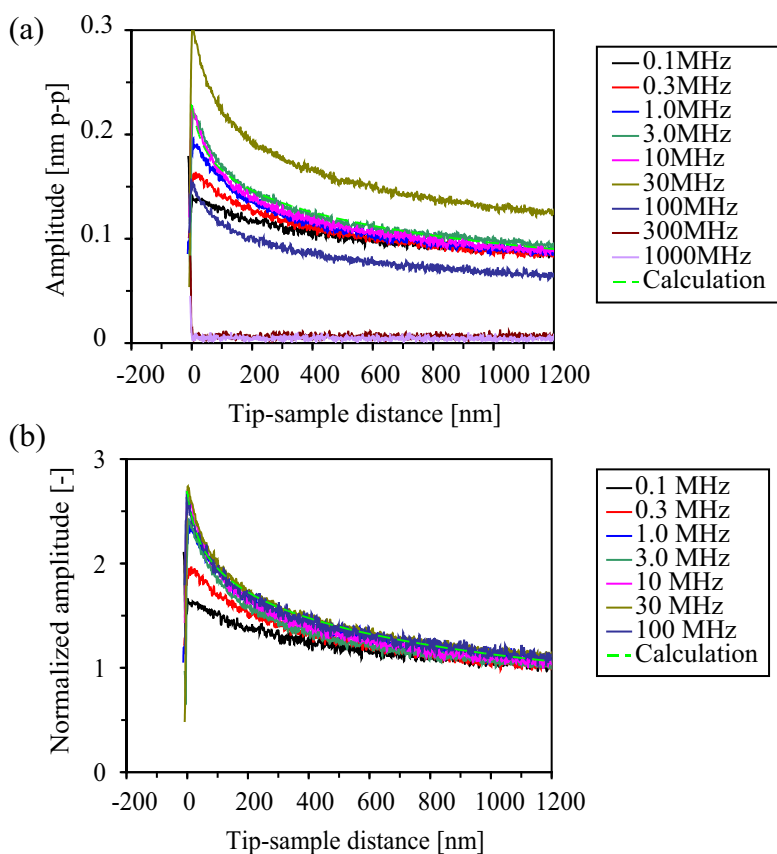 (a)
Amplitude [nm p-p]
0.3
0.2
0.1
0
-200 0 200 400 600 800 1000 1200
Tip-sample distance [nm]
0.1MHz
0.3MHz
1.0MHz
3.0MHz
10MHz
30MHz
100MHz
300MHz
1000MHz
Calculation
(b)
Normalized amplitude [-]
3
2
1
0
-200 0 200 400 600 800 1000 1200
Tip-sample distance [nm]
0.1 MHz
0.3 MHz
1.0 MHz
3.0 MHz
10 MHz
30 MHz
100 MHz
Calculation